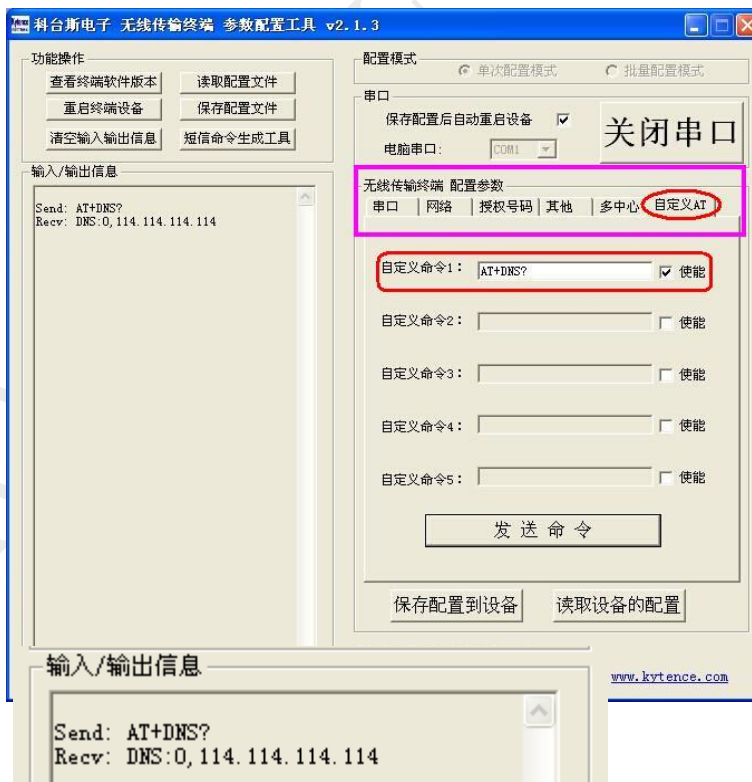 科台斯电子 无线传输终端 参数配置工具 v2.1.3
功能操作
查看终端软件版本 读取配置文件
重启终端设备 保存配置文件
清空输入输出信息 短信命令生成工具
输入/输出信息
Send: AT+DNS?
Recv: DNS:0,114.114.114.114
配置模式
单次配置模式 批量配置模式
串口
保存配置后自动重启设备
电脑串口: COM1
关闭串口
无线传输终端 配置参数
串口 网络 授权号码 其他 多中心 自定义AT
自定义命令1: AT+DNS? 使能
自定义命令2: 使能
自定义命令3: 使能
自定义命令4: 使能
自定义命令5: 使能
发送命令
保存配置到设备 读取设备的配置
www.kytence.com
输入/输出信息
Send: AT+DNS?
Recv: DNS:0,114.114.114.114